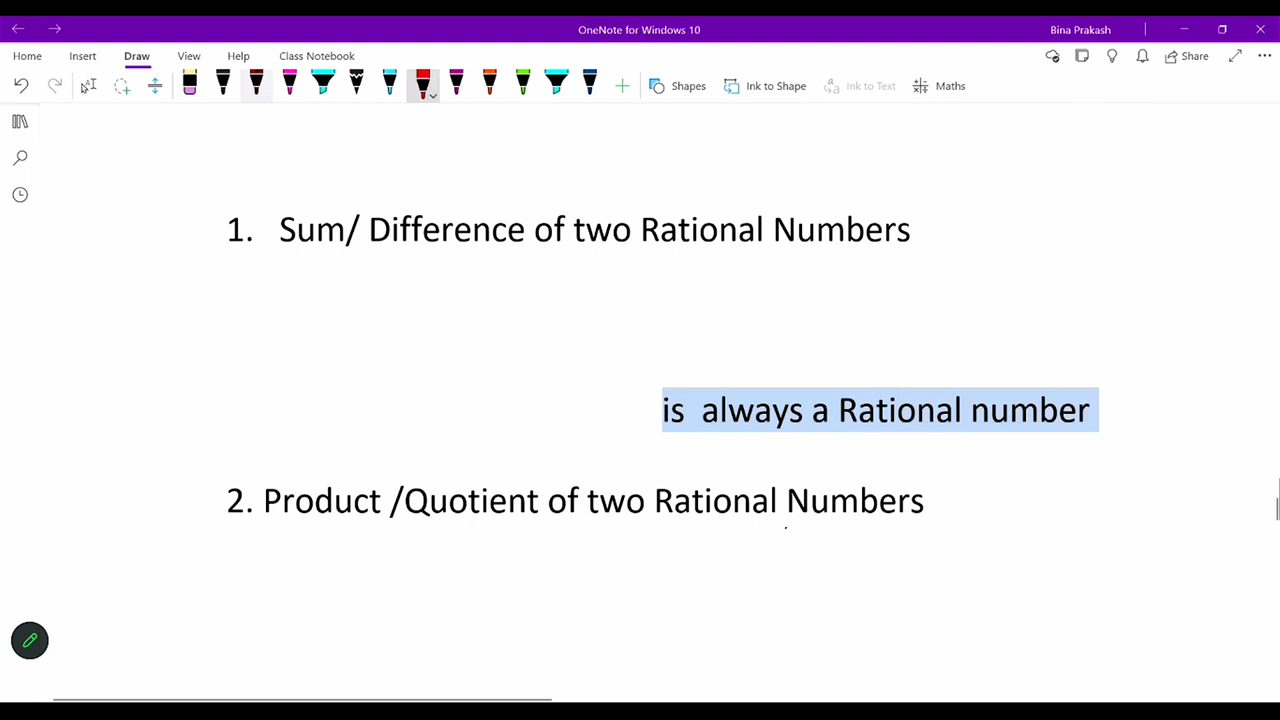 OneNote for Windows 10
Bina Prakash
Home Insert Draw View Help Class Notebook
Share
Shapes Ink to Shape Ink to Text Maths
1. Sum/ Difference of two Rational Numbers
is always a Rational number
2. Product /Quotient of two Rational Numbers